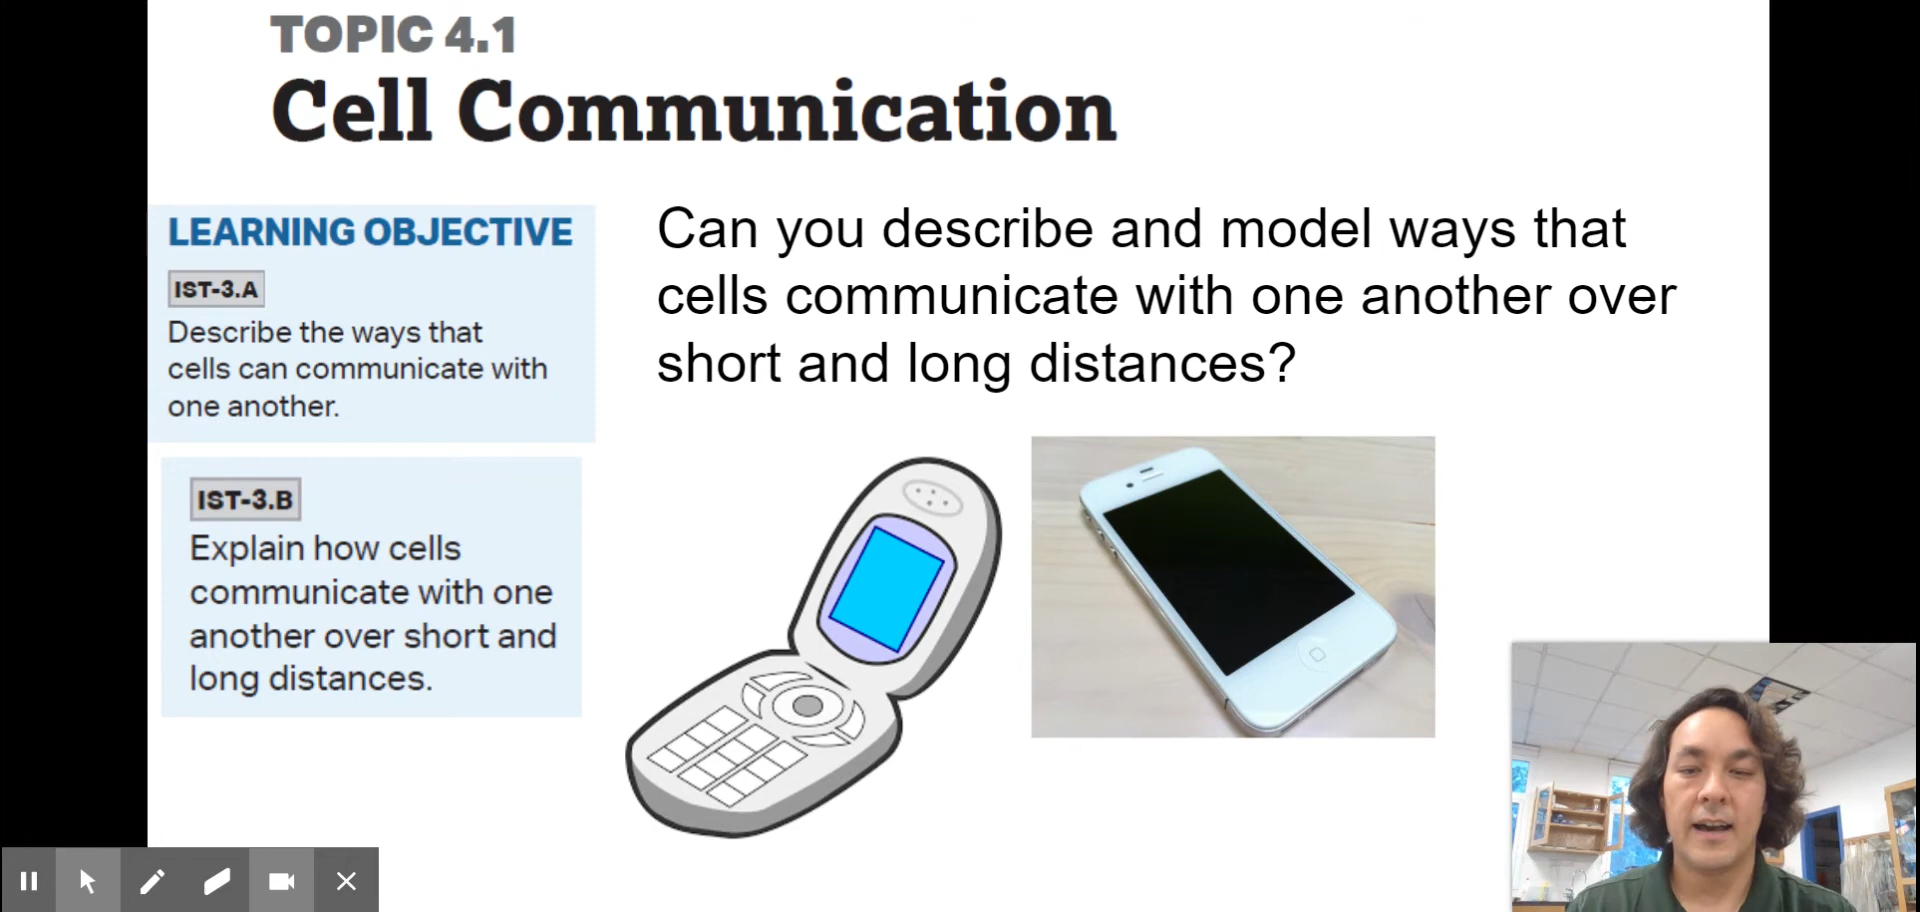 TOPIC 4.1
Cell Communication
LEARNING OBJECTIVE
IST-3.A
Describe the ways that
cells can communicate with
one another.
IST-3.B
Explain how cells
communicate with one
another over short and
long distances.
Can you describe and model ways that
cells communicate with one another over
short and long distances?